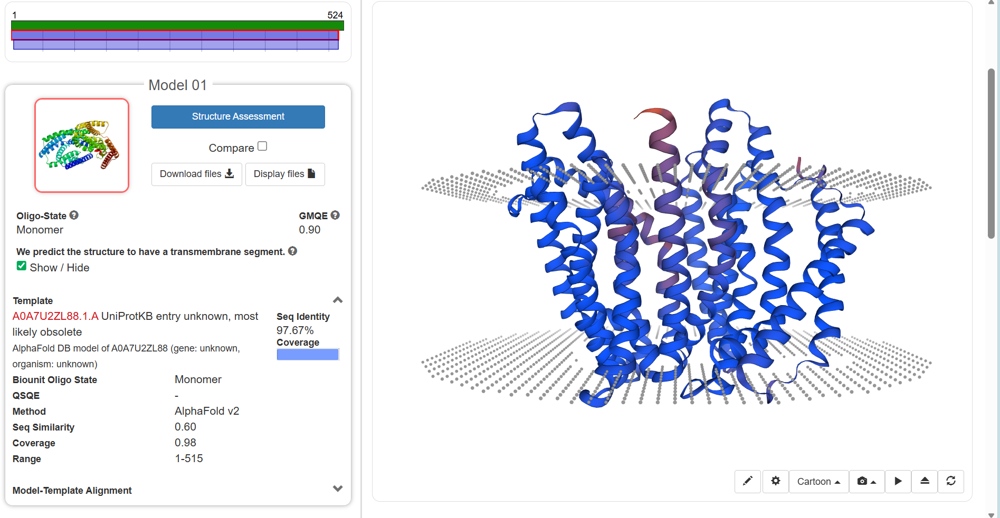 1 524
Model 01
Structure Assessment
Compare
Download files Display files
Oligo-State GMQE
Monomer 0.90
We predict the structure to have a transmembrane segment.
Show / Hide
Template
A0A7U2ZL88.1.A UniProtKB entry unknown, most
likely obsolete
AlphaFold DB model of A0A7U2ZL88 (gene: unknown,
organism: unknown)
Seq Identity
97.67%
Coverage
Biounit Oligo State Monomer
QSQE -
Method AlphaFold v2
Seq Similarity 0.60
Coverage 0.98
Range 1-515
Model-Template Alignment
Cartoon